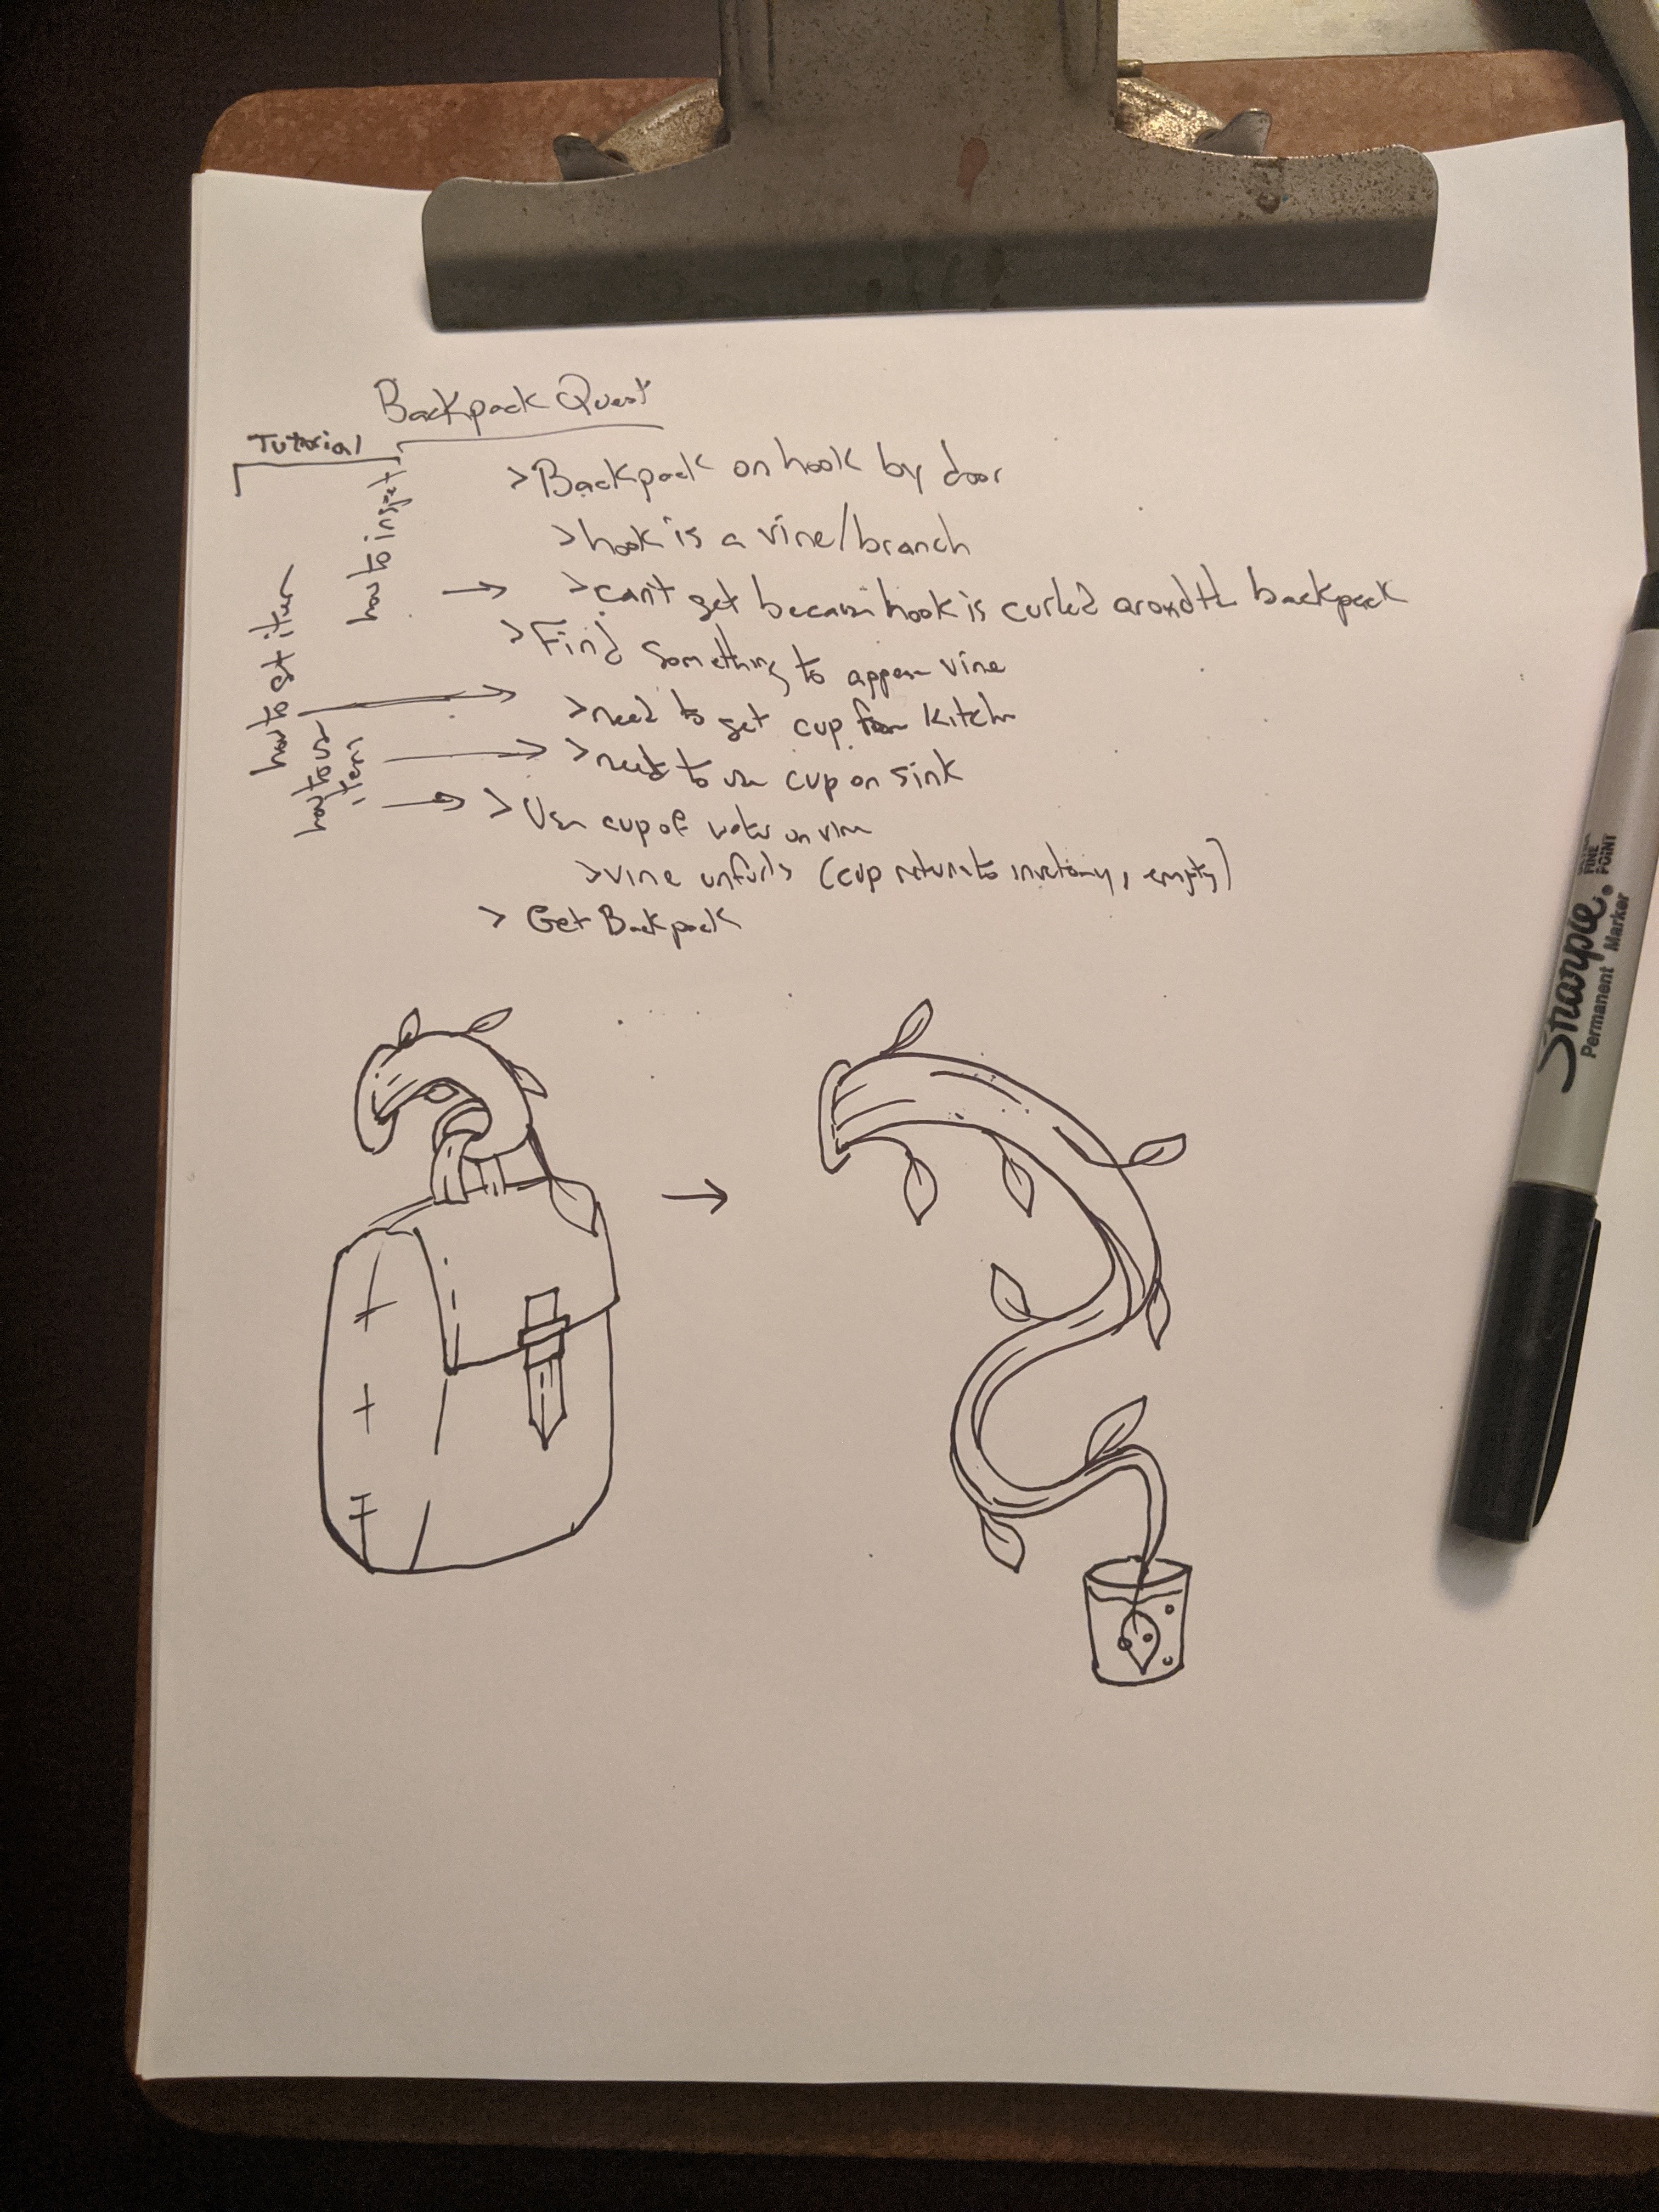 Backpack Quest
Tutorial
how to inspect
how to get item
how to use
item
>Backpack on hook by door
>hook is a vine/branch
→ >can't get because hook is curled around the backpack
>Find something to appease vine
→ >need to get cup from kitchen
→ >need to use cup on sink
→ >Use cup of water on vine
>vine unfurls (cup returns to inventory, empty)
> Get Backpack
Sharpie.
FINE
POINT
Permanent Marker